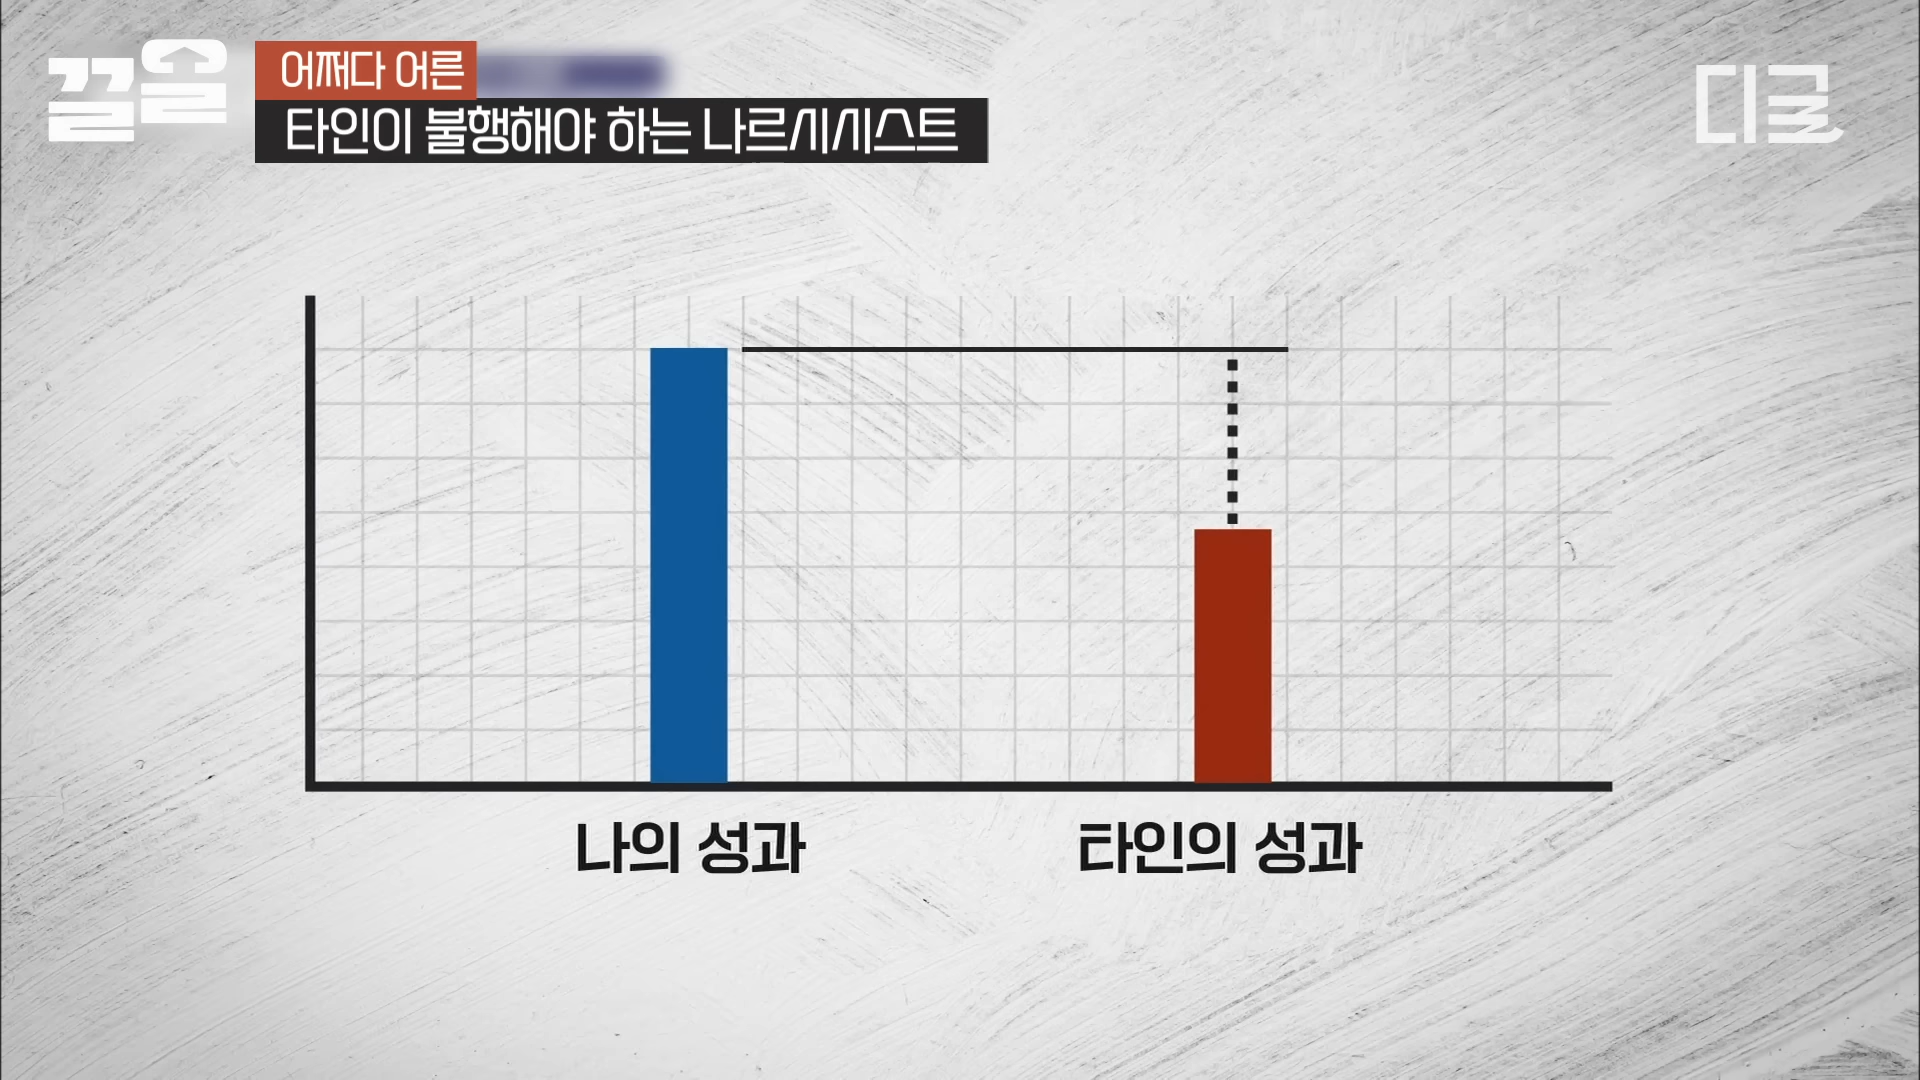 끌올
어쩌다 어른
타인이 불행해야 하는 나르시시스트
디글
나의 성과
타인의 성과